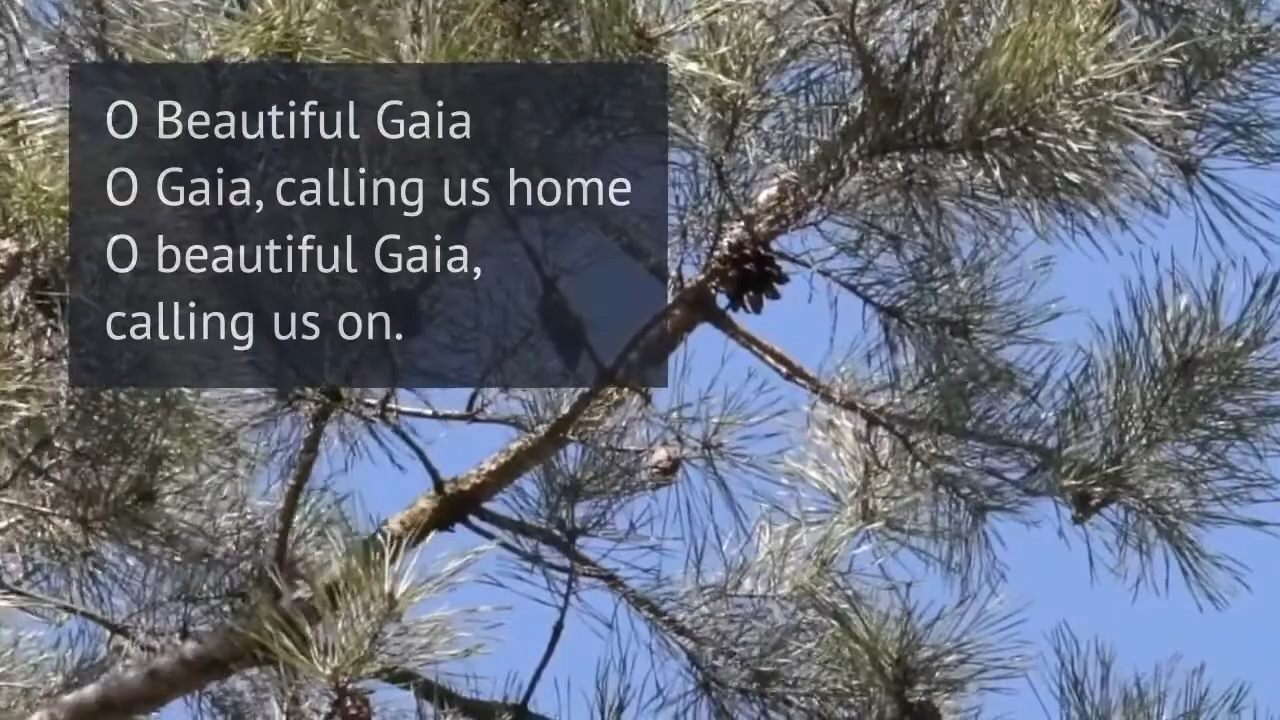 O Beautiful Gaia
O Gaia, calling us home
O beautiful Gaia,
calling us on.